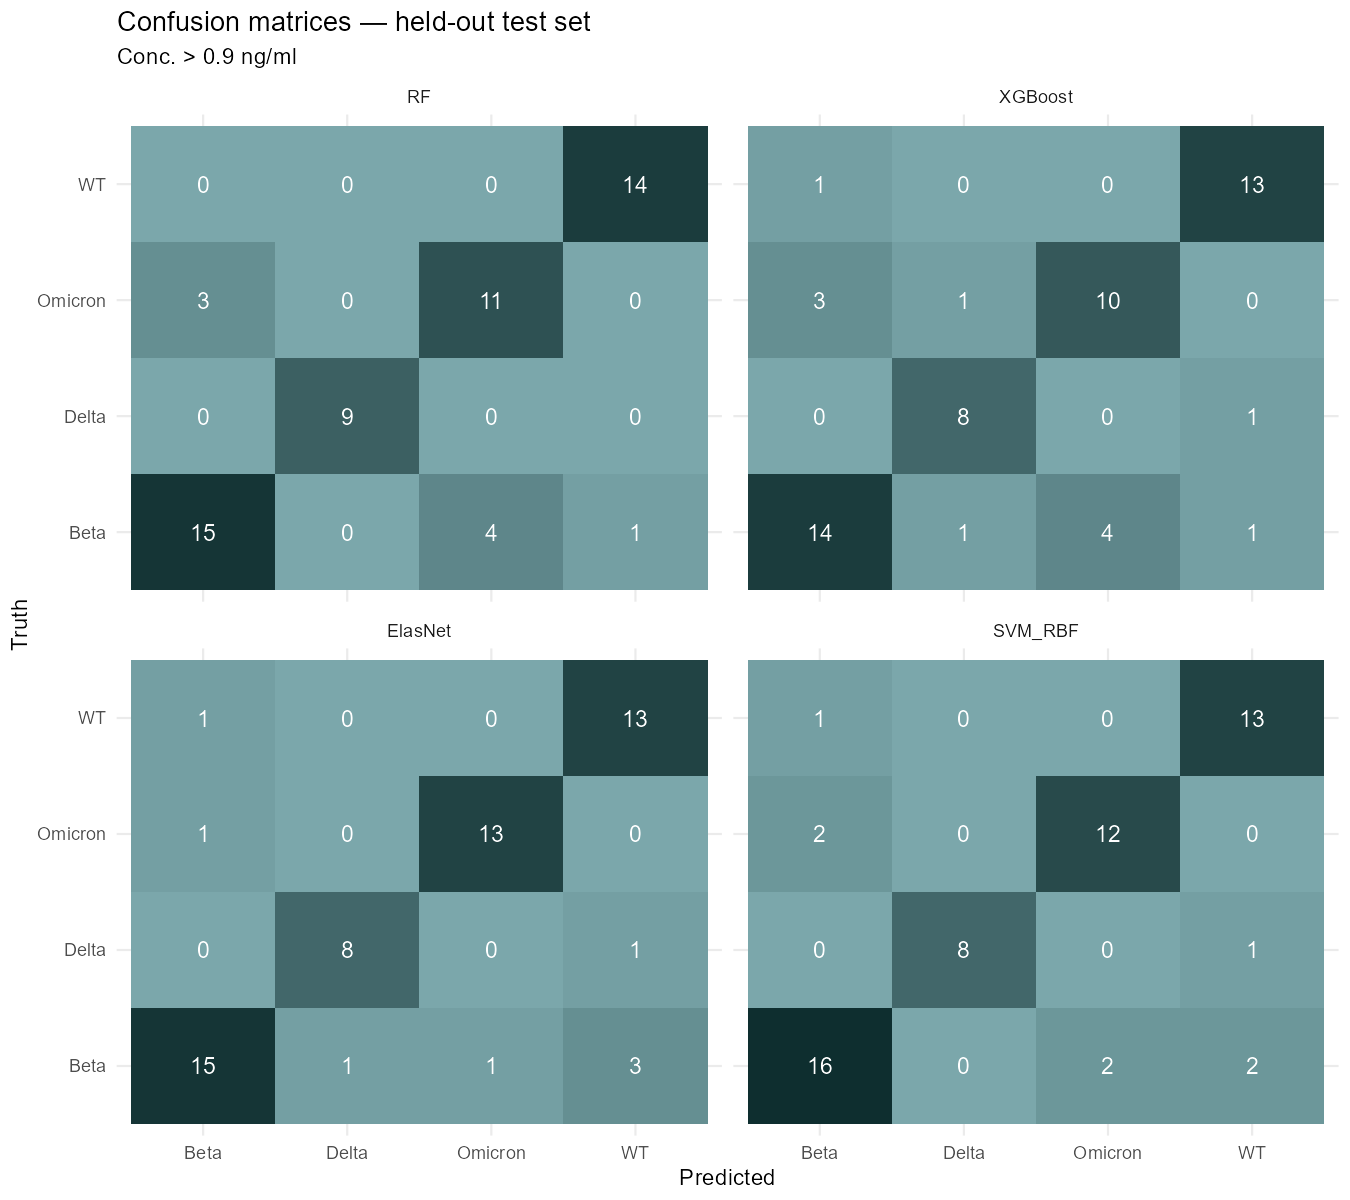 Confusion matrices — held-out test set
Conc. > 0.9 ng/ml
RF
XGBoost
WT
0 0 0 14
1 0 0 13
Omicron
3 0 11 0
3 1 10 0
Delta
0 9 0 0
0 8 0 1
Beta
15 0 4 1
14 1 4 1
Truth
ElasNet
SVM_RBF
WT
1 0 0 13
1 0 0 13
Omicron
1 0 13 0
2 0 12 0
Delta
0 8 0 1
0 8 0 1
Beta
15 1 1 3
16 0 2 2
Beta Delta Omicron WT
Beta Delta Omicron WT
Predicted